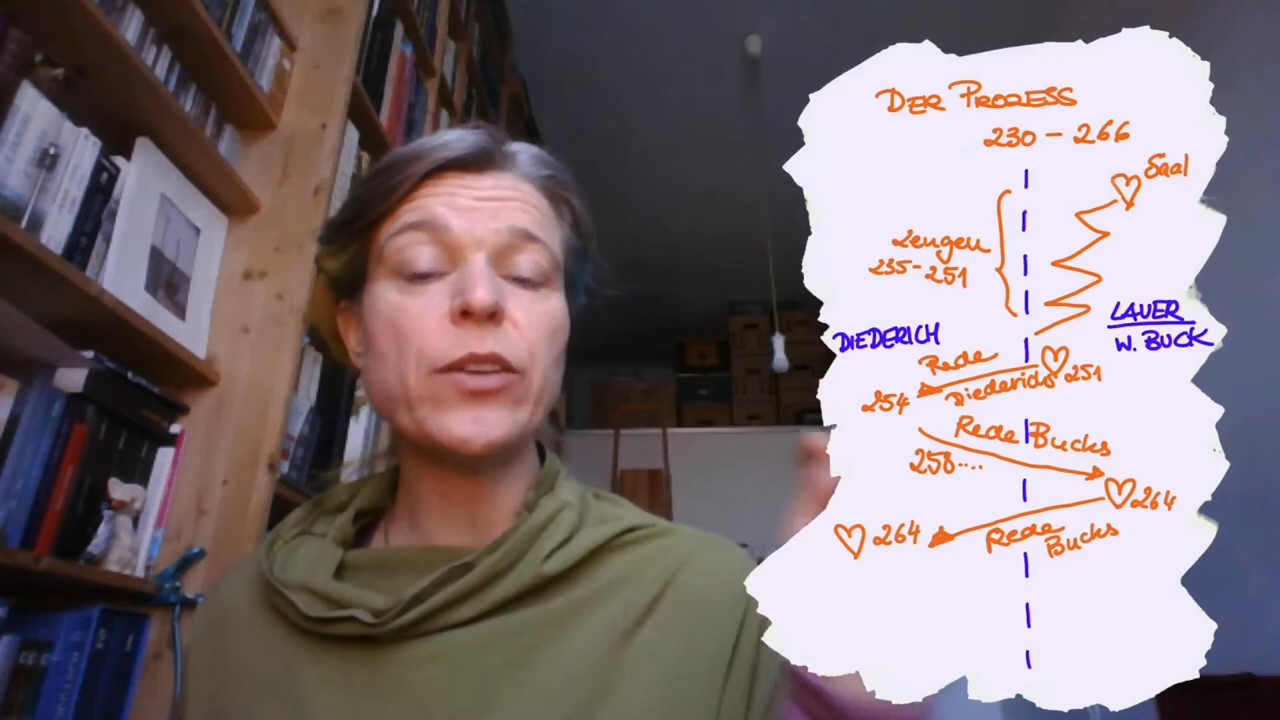 DER PROZESS
230 - 266
Saal
Zeugen
235-251
LAUER
W. BUCK
DIEDERICH
Rede
Diederichs
251
254
Rede Bucks
258....
264
264
Rede
Bucks